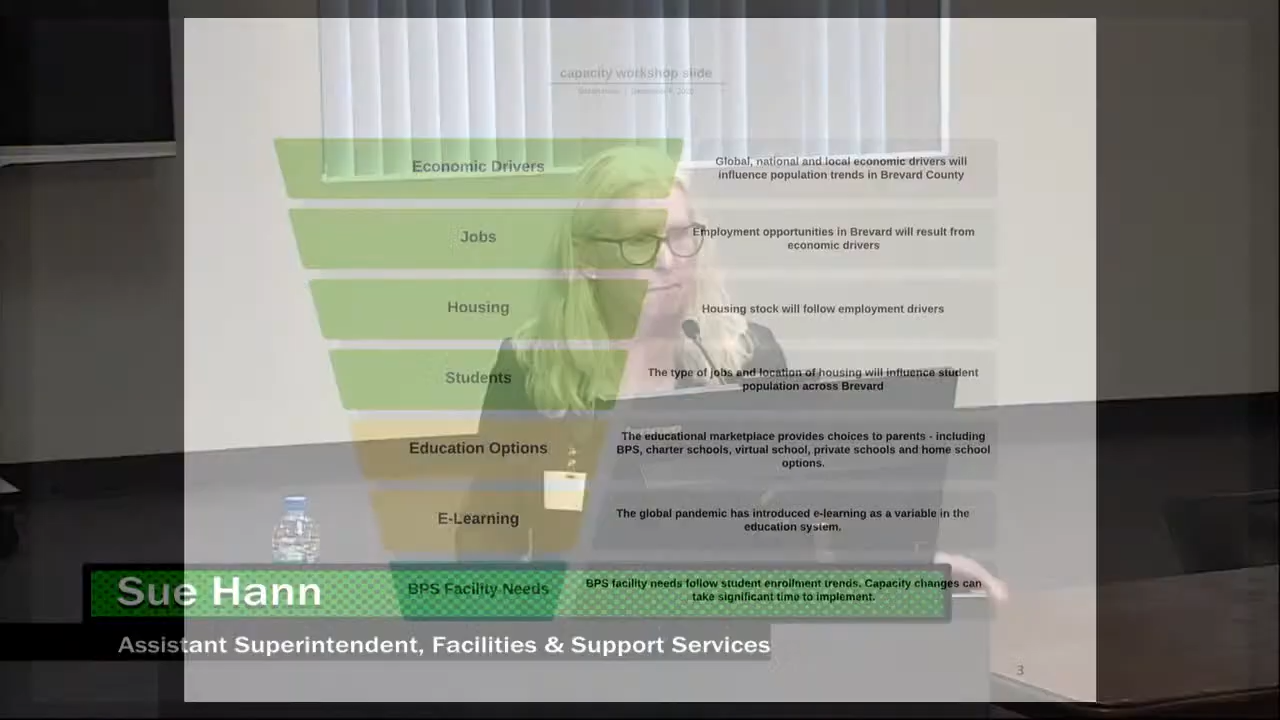 capacity workshop slide
Economic Drivers
Global, national and local economic drivers will
influence population trends in Brevard County
Jobs
Employment opportunities in Brevard will result from
economic drivers
Housing
Housing stock will follow employment drivers
Students
The type of jobs and location of housing will influence student
population across Brevard
Education Options
The educational marketplace provides choices to parents - including
BPS, charter schools, virtual school, private schools and home school
options.
E-Learning
The global pandemic has introduced e-learning as a variable in the
education system.
BPS Facility Needs
BPS facility needs follow student enrollment trends. Capacity changes can
take significant time to implement.
Sue Hann
Assistant Superintendent, Facilities & Support Services
3